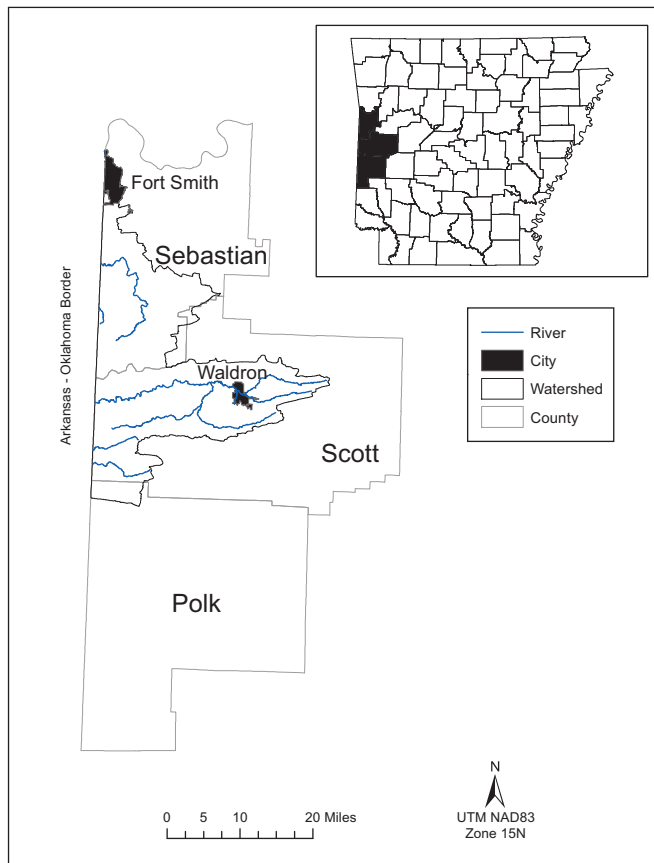 Fort Smith
Sebastian
Arkansas - Oklahoma Border
River
City
Watershed
County
Waldron
Scott
Polk
N
UTM NAD83
Zone 15N
0 5 10 20 Miles